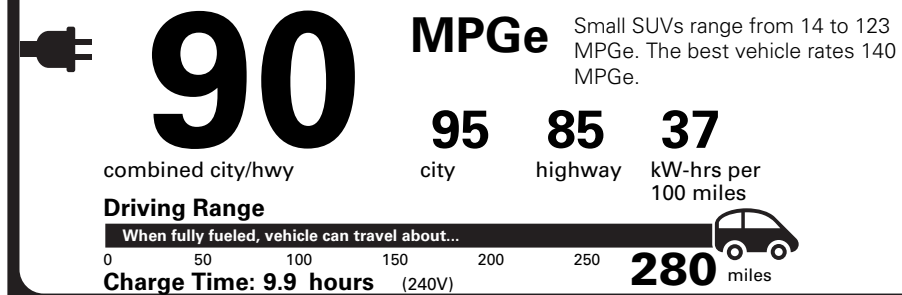 90
MPGe
Small SUVs range from 14 to 123
MPGe. The best vehicle rates 140
MPGe.
95 85 37
combined city/hwy city highway kW-hrs per
100 miles
Driving Range
When fully fueled, vehicle can travel about...
0 50 100 150 200 250 280 miles
Charge Time: 9.9 hours (240V)